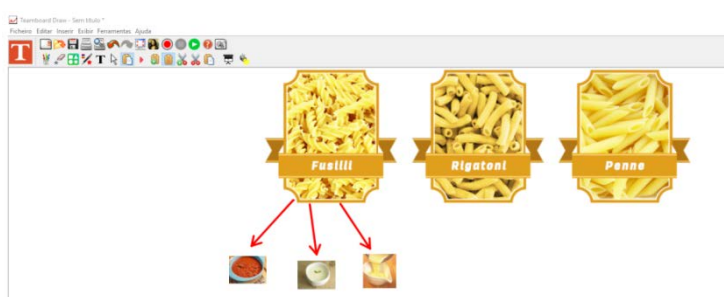 Teamboard Draw - Sem título *
Ficheiro Editar Inserir Exibir Ferramentas Ajuda
T
T
Fusilli
Rigatoni
Penne